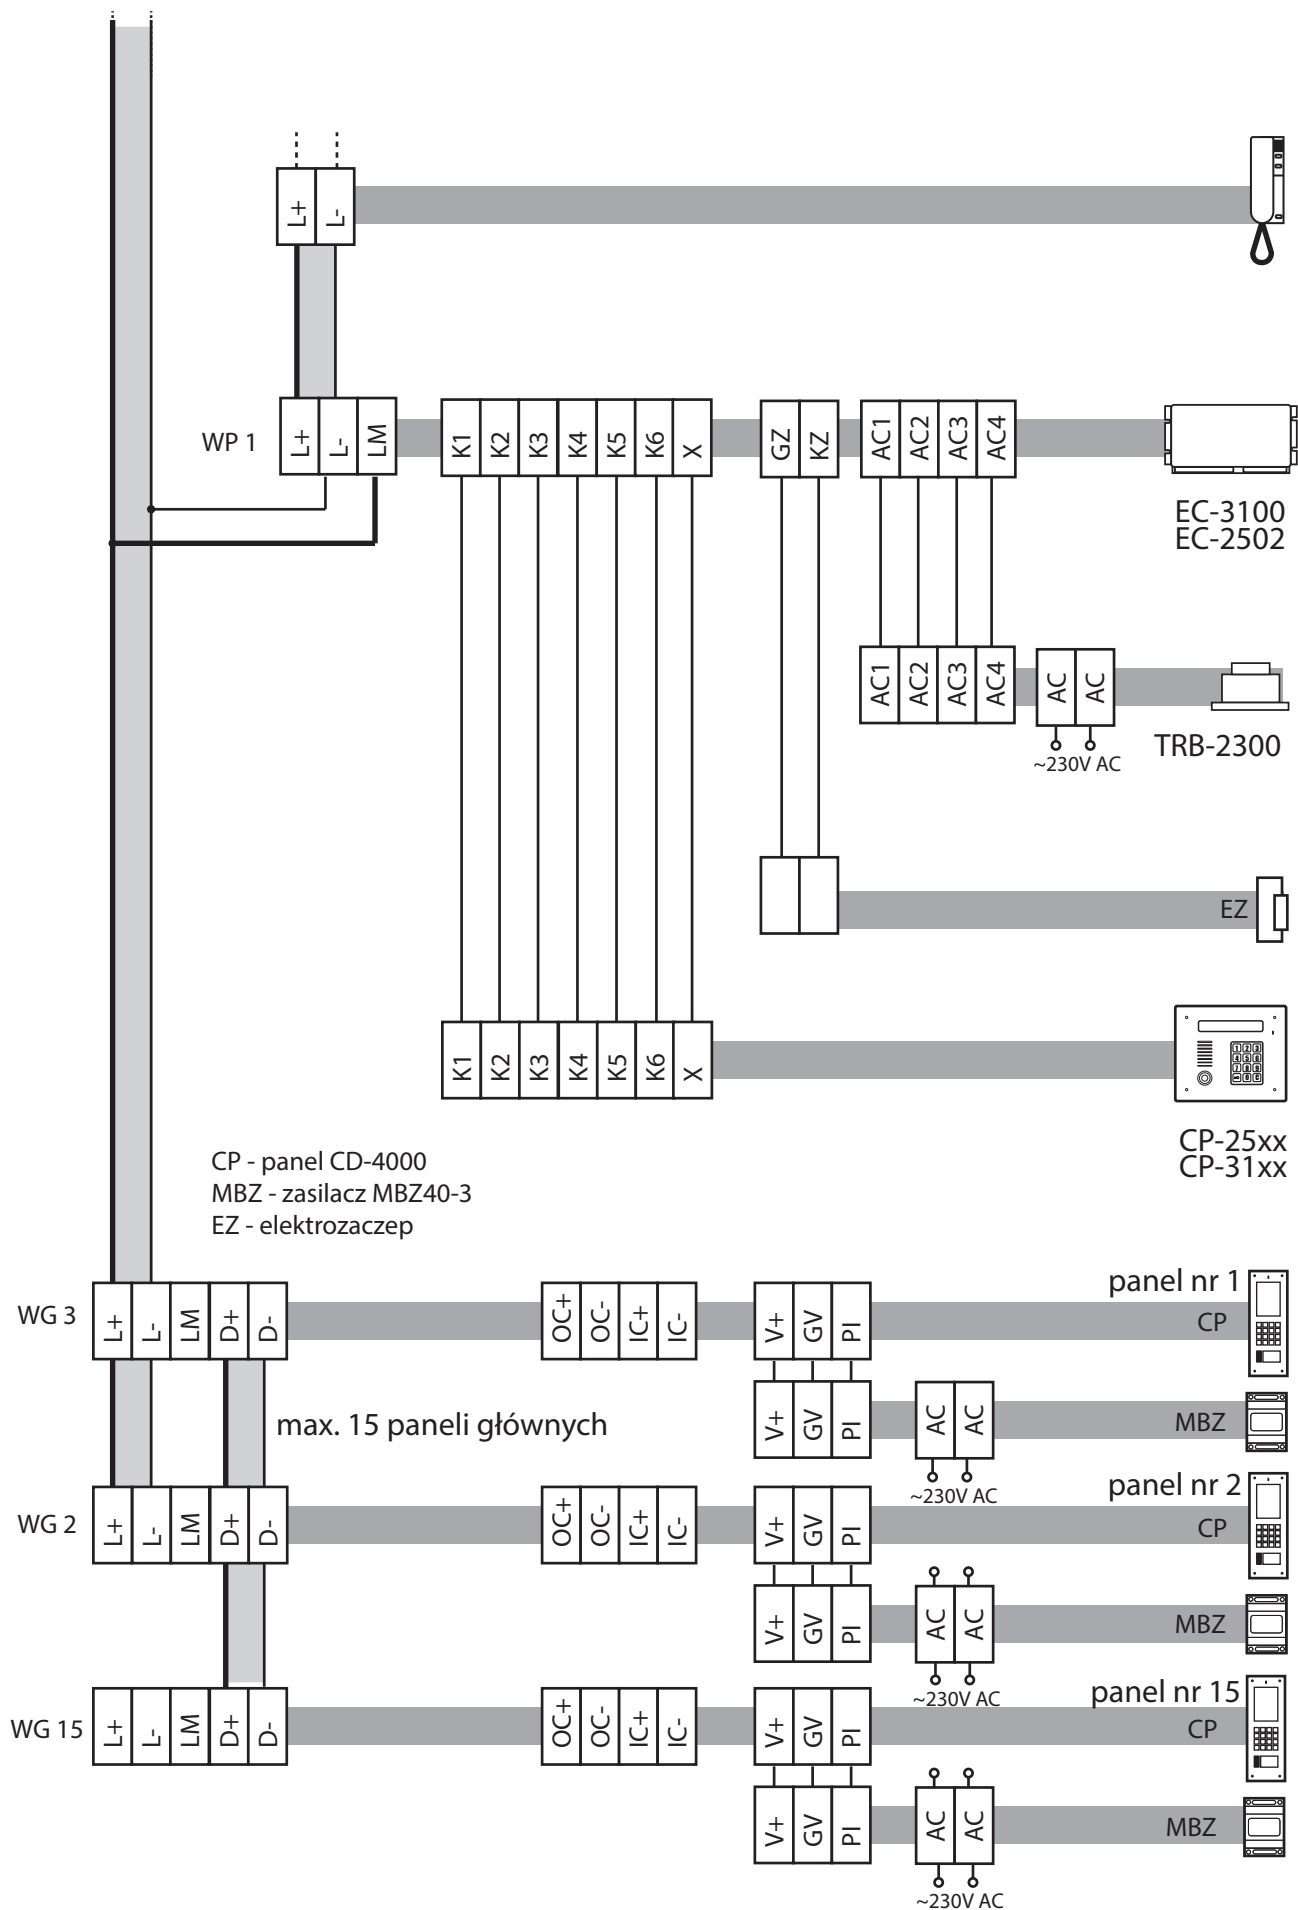 L+ L-
WP 1 L+ L- LM K1 K2 K3 K4 K5 K6 X GZ KZ AC1 AC2 AC3 AC4
EC-3100
EC-2502
AC1 AC2 AC3 AC4 AC AC
TRB-2300
~230V AC
EZ
K1 K2 K3 K4 K5 K6 X
CP-25xx
CP-31xx
CP - panel CD-4000
MBZ - zasilacz MBZ40-3
EZ - elektrozaczep
panel nr 1
WG 3 L+ L- LM D+ D- OC+ OC- IC+ IC- V+ GV PI CP
max. 15 paneli głównych
V+ GV PI AC AC MBZ
~230V AC
panel nr 2
WG 2 L+ L- LM D+ D- OC+ OC- IC+ IC- V+ GV PI CP
V+ GV PI AC AC MBZ
~230V AC
panel nr 15
WG 15 L+ L- LM D+ D- OC+ OC- IC+ IC- V+ GV PI CP
V+ GV PI AC AC MBZ
~230V AC